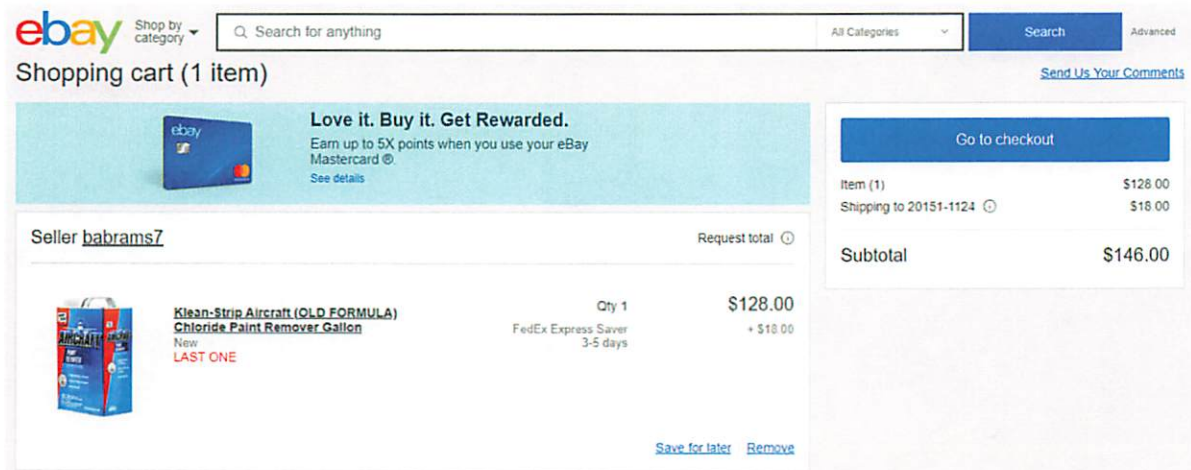 ebay
Shop by category
Search for anything
All Categories
Search
Advanced
Shopping cart (1 item)
Send Us Your Comments
ebay
Love it. Buy it. Get Rewarded.
Earn up to 5X points when you use your eBay
Mastercard ®.
See details
Go to checkout
Item (1) $128.00
Shipping to 20151-1124 $18.00
Subtotal $146.00
Seller babrams7
Request total
AIRCRAFT
Klean-Strip Aircraft (OLD FORMULA)
Chloride Paint Remover Gallon
New
LAST ONE
Qty 1
FedEx Express Saver
3-5 days
$128.00
+ $18.00
Save for later Remove